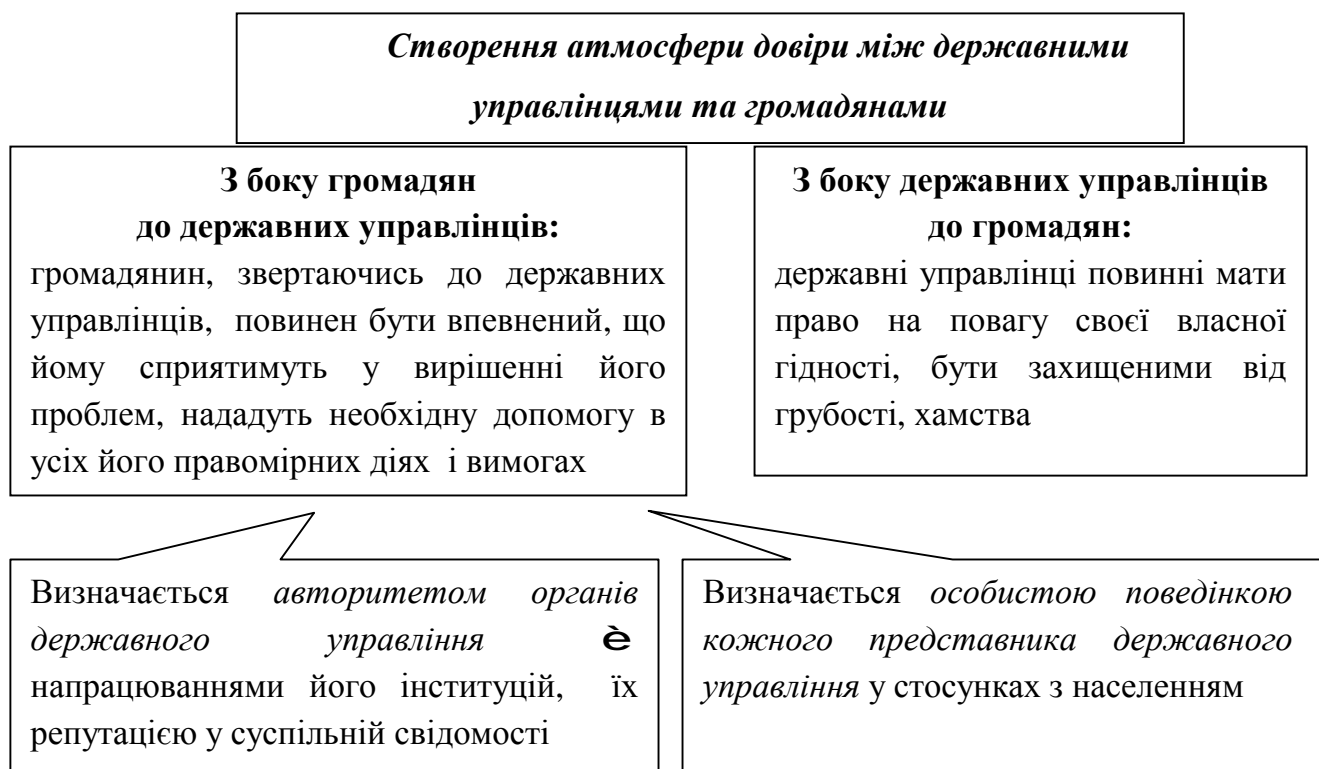 Створення атмосфери довіри між державними
управлінцями та громадянами
З боку громадян
до державних управлінців:
громадянин, звертаючись до державних
управлінців, повинен бути впевнений, що
йому сприятимуть у вирішенні його
проблем, нададуть необхідну допомогу в
усіх його правомірних діях і вимогах
З боку державних управлінців
до громадян:
державні управлінці повинні мати
право на повагу своєї власної
гідності, бути захищеними від
грубості, хамства
Визначається авторитетом органів
державного управління è
напрацюваннями його інституцій, їх
репутацією у суспільній свідомості
Визначається особистою поведінкою
кожного представника державного
управління у стосунках з населенням